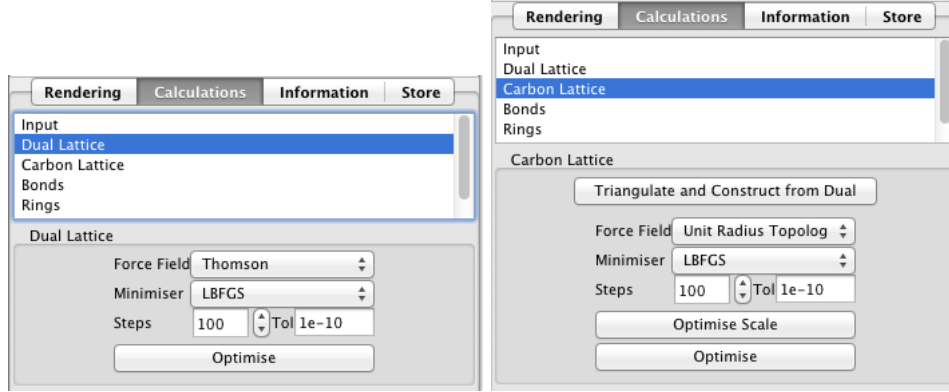 Rendering Calculations Information Store
Input
Dual Lattice
Carbon Lattice
Bonds
Rings
Dual Lattice
Force Field Thomson
Minimiser LBFGS
Steps 100 Tol 1e-10
Optimise
Rendering Calculations Information Store
Input
Dual Lattice
Carbon Lattice
Bonds
Rings
Carbon Lattice
Triangulate and Construct from Dual
Force Field Unit Radius Topolog
Minimiser LBFGS
Steps 100 Tol 1e-10
Optimise Scale
Optimise